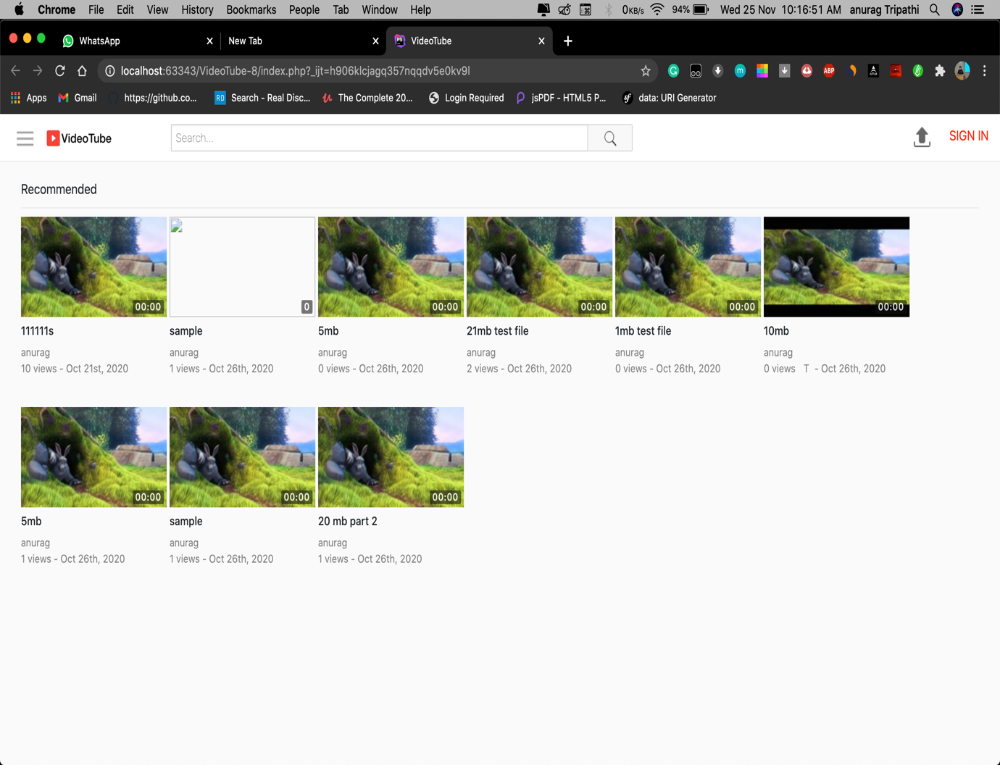 Chrome File Edit View History Bookmarks People Tab Window Help 0KB/s 94% Wed 25 Nov 10:16:51 AM anurag Tripathi
WhatsApp New Tab VideoTube
localhost:63343/VideoTube-8/index.php?_ijt=h906klcjagq357nqqdv5e0kv9l
Apps Gmail https://github.co... RD Search - Real Disc... The Complete 20... Login Required jsPDF - HTML5 P... data: URI Generator
VideoTube Search... SIGN IN
Recommended
00:00 0 00:00 00:00 00:00 00:00
111111s sample 5mb 21mb test file 1mb test file 10mb
anurag anurag anurag anurag anurag anurag
10 views - Oct 21st, 2020 1 views - Oct 26th, 2020 0 views - Oct 26th, 2020 2 views - Oct 26th, 2020 0 views - Oct 26th, 2020 0 views T - Oct 26th, 2020
00:00 00:00 00:00
5mb sample 20 mb part 2
anurag anurag anurag
1 views - Oct 26th, 2020 1 views - Oct 26th, 2020 1 views - Oct 26th, 2020